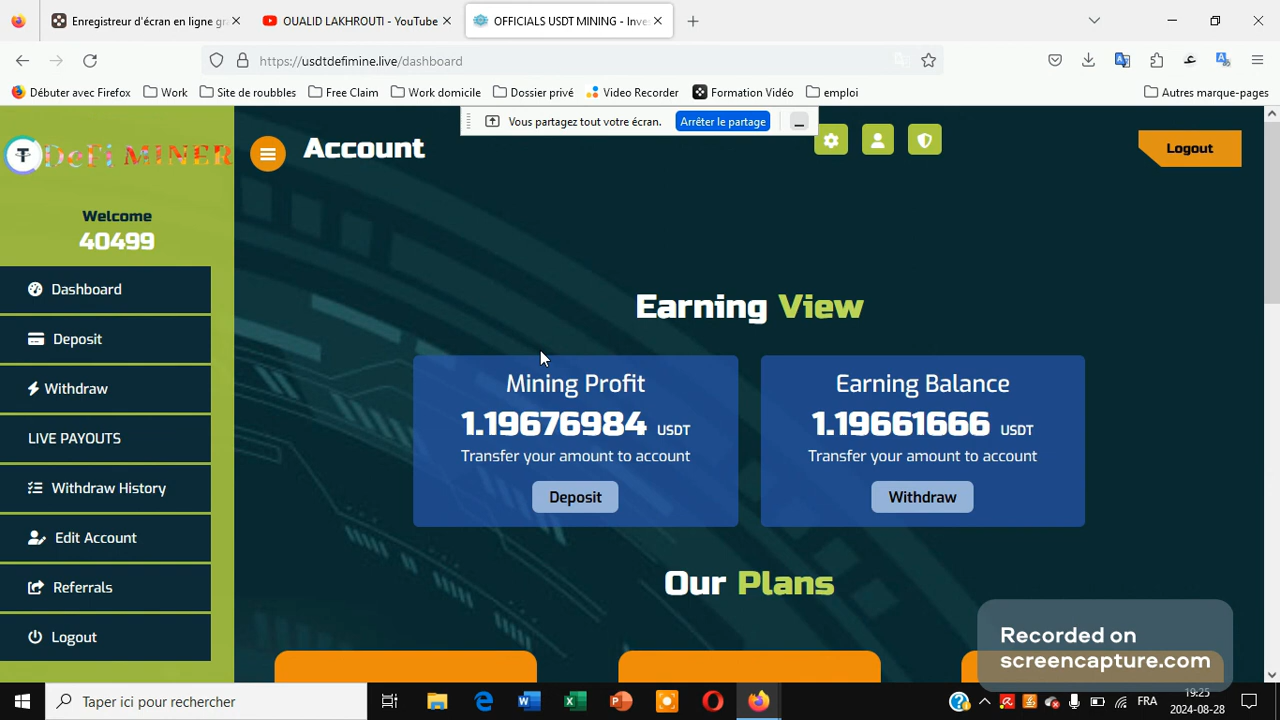 Enregistreur d'écran en ligne gra
OUALID LAKHROUTI - YouTube
OFFICIALS USDT MINING - Inve
https://usdtdefimine.live/dashboard
Débuter avec Firefox
Work
Site de roubbles
Free Claim
Work domicile
Dossier privé
Video Recorder
Formation Vidéo
emploi
Autres marque-pages
Vous partagez tout votre écran.
Arrêter le partage
DeFi MINER
Account
Logout
Welcome
40499
Dashboard
Deposit
Withdraw
LIVE PAYOUTS
Withdraw History
Edit Account
Referrals
Logout
Earning View
Mining Profit
1.19676984 USDT
Transfer your amount to account
Deposit
Earning Balance
1.19661666 USDT
Transfer your amount to account
Withdraw
Our Plans
Recorded on
screencapture.com
Taper ici pour rechercher
FRA
19:25
2024-08-28